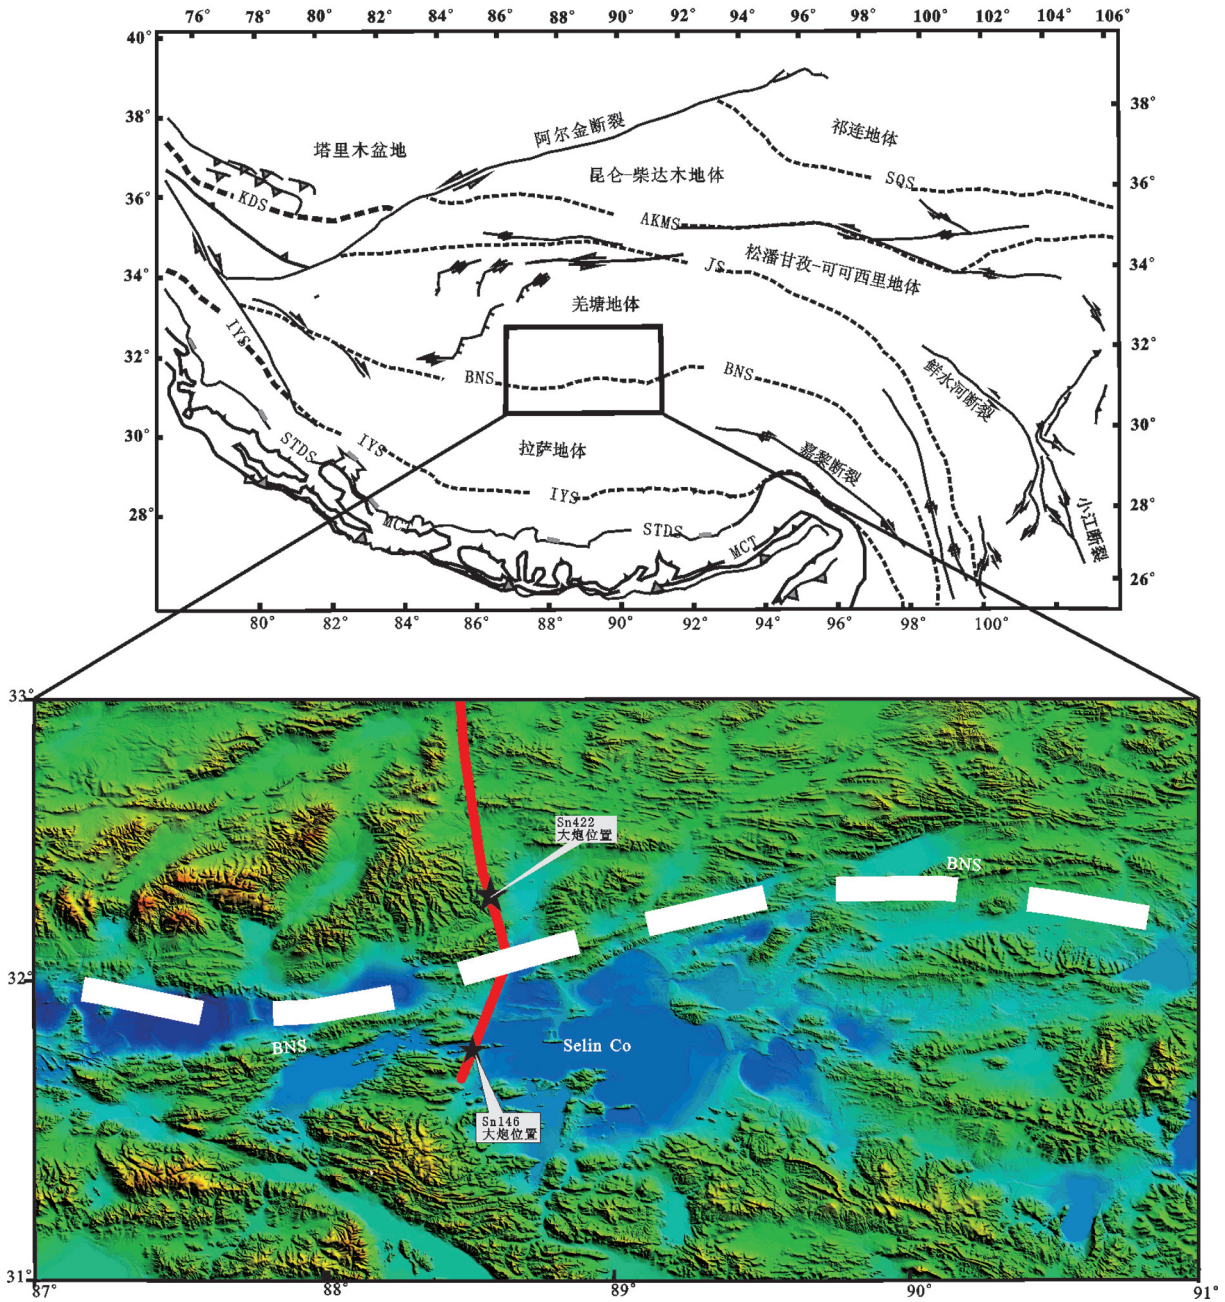 76° 78° 80° 82° 84° 86° 88° 90° 92° 94° 96° 98° 100° 102° 104° 106°
40°
38° 38°
阿尔金断裂
祁连地体
塔里木盆地
昆仑-柴达木地体
SQS
36° 36°
KDS
AKMS
松潘甘孜-可可西里地体
JS
34° 34°
羌塘地体
IYS
32° 32°
BNS BNS
鲜水河断裂
30° 30°
STDS
IYS
拉萨地体
嘉黎断裂
IYS
28° 28°
MCT
STDS
MCT
小江断裂
26°
80° 82° 84° 86° 88° 90° 92° 94° 96° 98° 100°
33°
Sn422
大炮位置
BNS
32°
BNS
Selin Co
Sn146
大炮位置
31°
87° 88° 89° 90° 91°